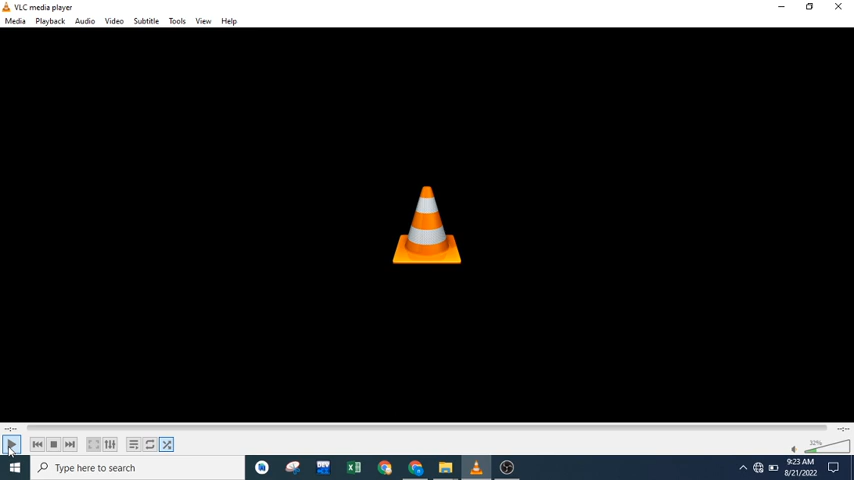 VLC media player
Media Playback Audio Video Subtitle Tools View Help
--:-- --:--
32%
Type here to search
DEV
9:23 AM
8/21/2022